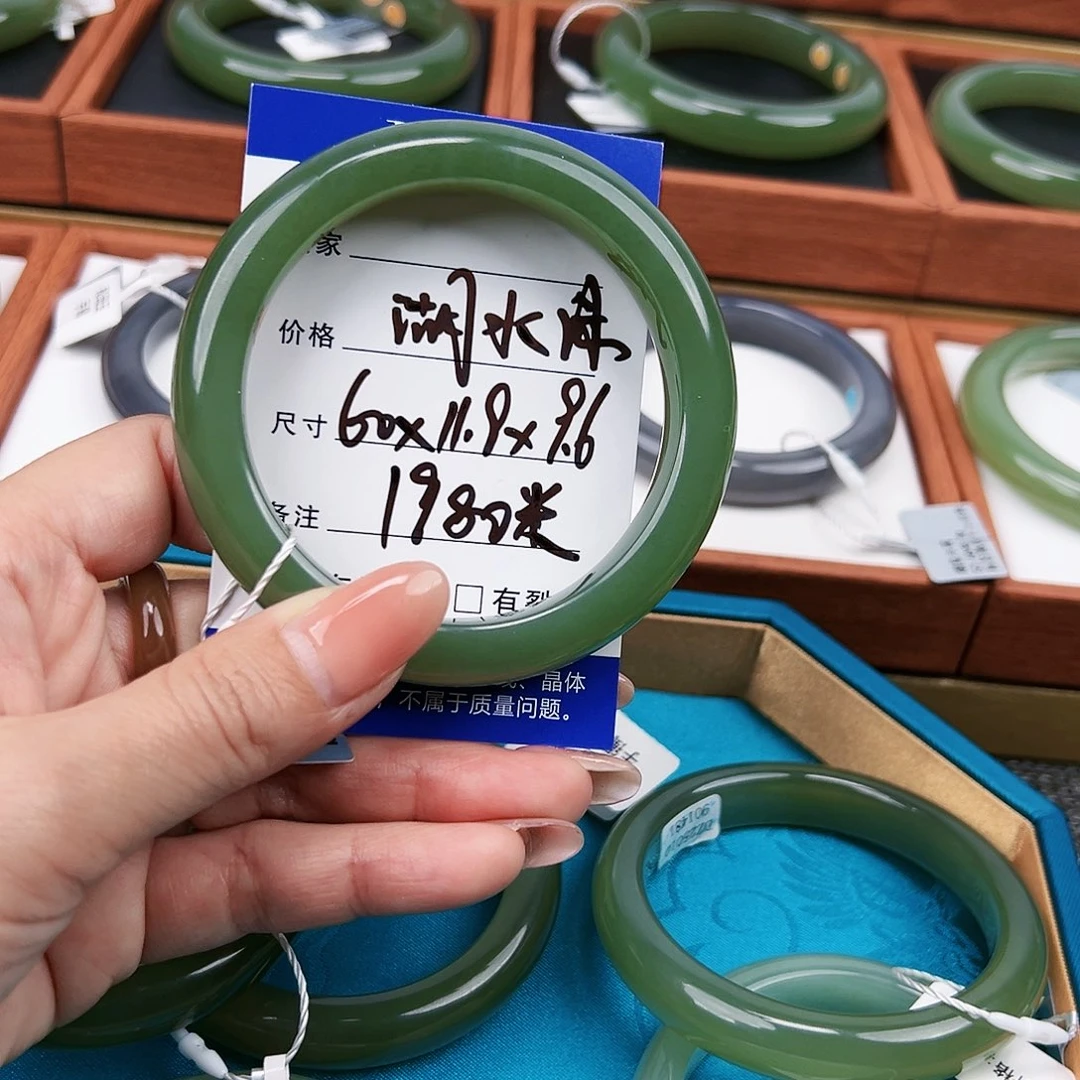 家
价格 湖水绿
尺寸 60x11.9x9.6
备注 1980米
□有裂
、晶体
不属于质量问题。